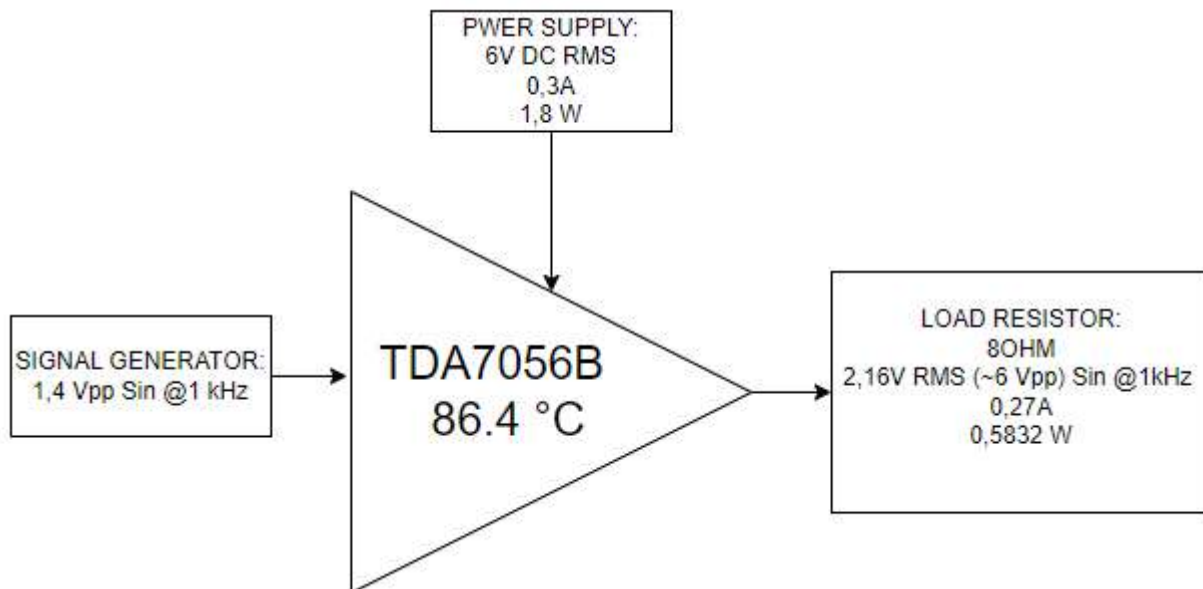 PWER SUPPLY:
6V DC RMS
0,3A
1,8 W
SIGNAL GENERATOR:
1,4 Vpp Sin @1 kHz
TDA7056B
86.4 °C
LOAD RESISTOR:
8OHM
2,16V RMS (~6 Vpp) Sin @1kHz
0,27A
0,5832 W